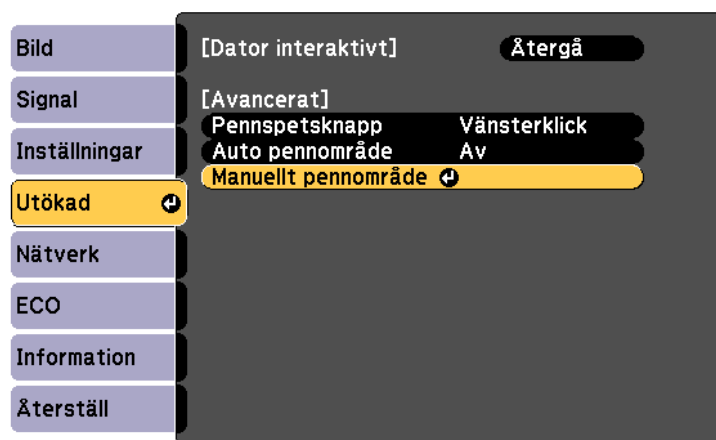 Bild
Signal
Inställningar
Utökad
Nätverk
ECO
Information
Återställ
[Dator interaktivt] Återgå
[Avancerat]
Pennspetsknapp Vänsterklick
Auto pennområde Av
Manuellt pennområde